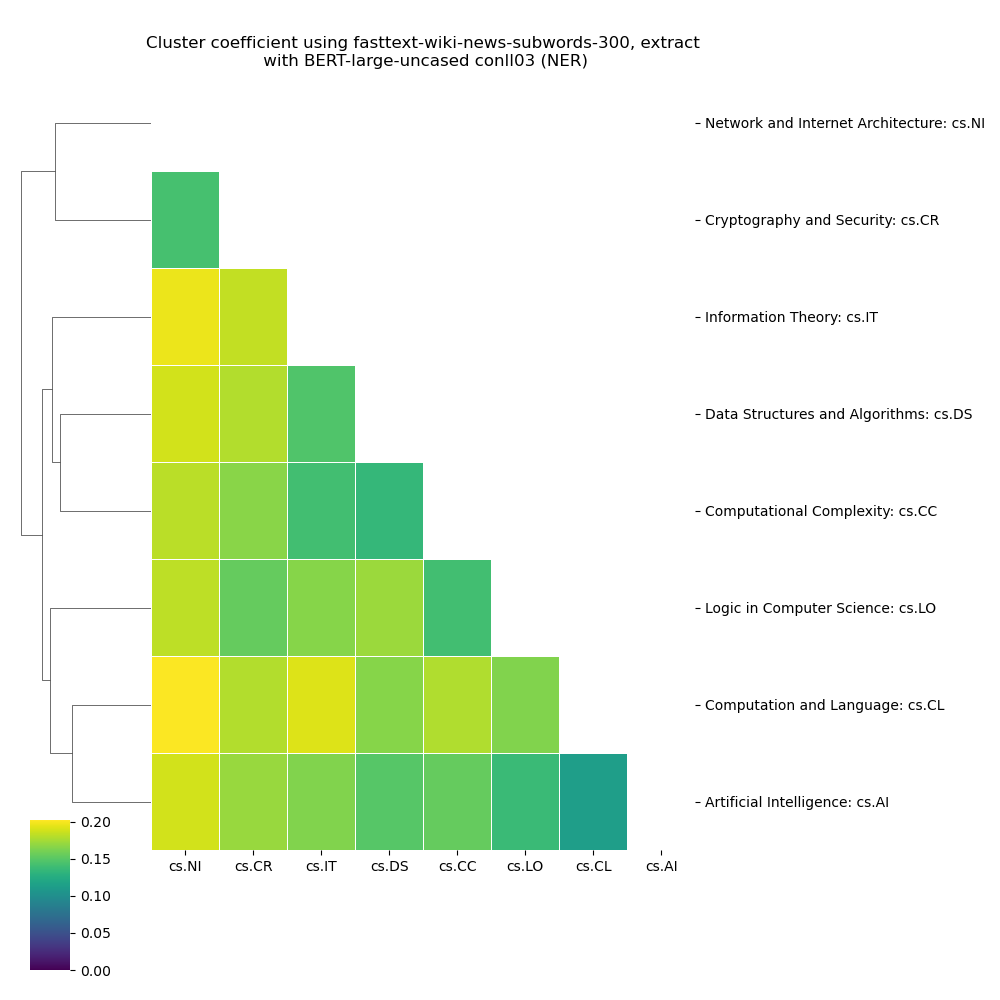 Cluster coefficient using fasttext-wiki-news-subwords-300, extract
with BERT-large-uncased conll03 (NER)
Network and Internet Architecture: cs.NI
Cryptography and Security: cs.CR
Information Theory: cs.IT
Data Structures and Algorithms: cs.DS
Computational Complexity: cs.CC
Logic in Computer Science: cs.LO
Computation and Language: cs.CL
Artificial Intelligence: cs.AI
cs.NI cs.CR cs.IT cs.DS cs.CC cs.LO cs.CL cs.AI
0.20
0.15
0.10
0.05
0.00